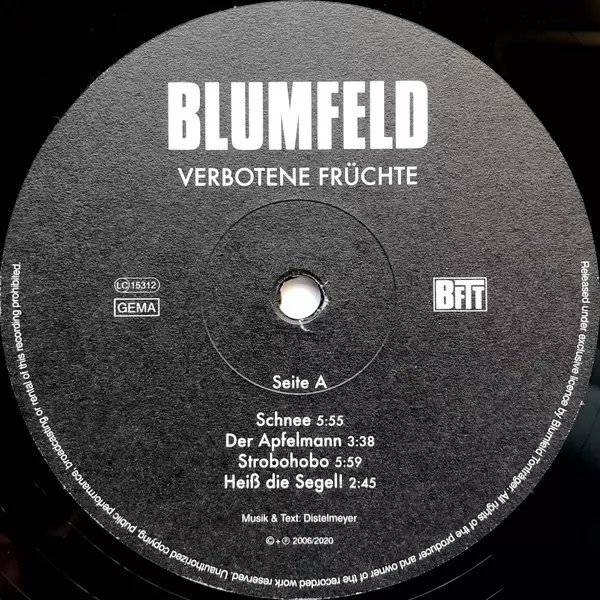 BLUMFELD
VERBOTENE FRÜCHTE
LC 15312
GEMA
BFTT
Seite A
Schnee 5:55
Der Apfelmann 3:38
Strobohobo 5:59
Heiß die Segel! 2:45
Musik & Text: Distelmeyer
© + ℗ 2006/2020
Released under exclusive licence by Blumfeld Tonträger. All rights of the producer and owner of the recorded work reserved. Unauthorized copying, public performance, broadcasting or rental of this recording prohibited.